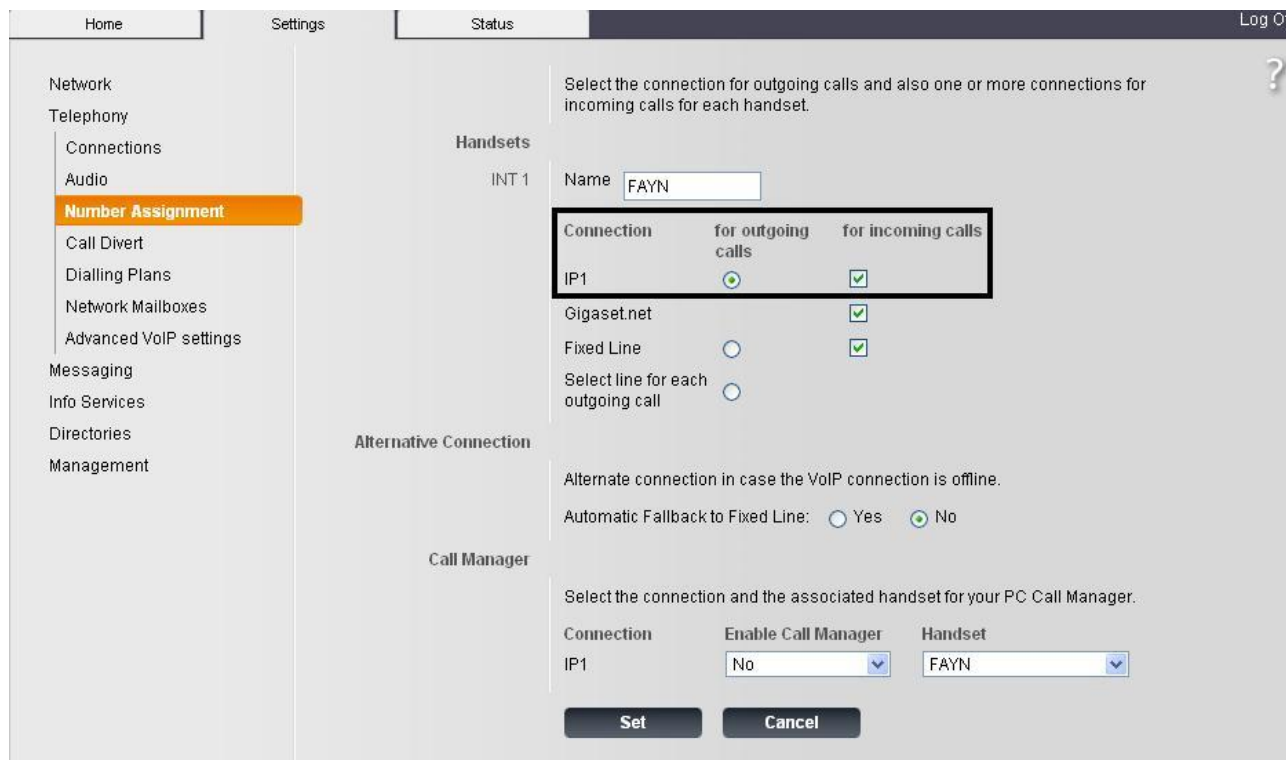 Home Settings Status Log O
Network
Telephony
Connections
Audio
Number Assignment
Call Divert
Dialling Plans
Network Mailboxes
Advanced VoIP settings
Messaging
Info Services
Directories
Management
?
Select the connection for outgoing calls and also one or more connections for
incoming calls for each handset.
Handsets
INT 1 Name FAYN
Connection for outgoing for incoming calls
calls
IP1
Gigaset.net
Fixed Line
Select line for each
outgoing call
Alternative Connection
Alternate connection in case the VoIP connection is offline.
Automatic Fallback to Fixed Line: Yes No
Call Manager
Select the connection and the associated handset for your PC Call Manager.
Connection Enable Call Manager Handset
IP1 No FAYN
Set Cancel